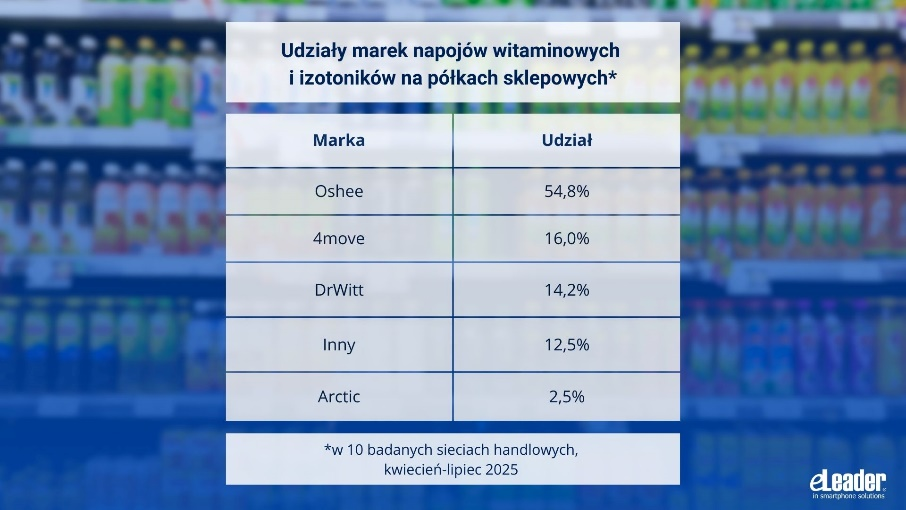 Udziały marek napojów witaminowych
i izotoników na półkach sklepowych*
Marka Udział
Oshee 54,8%
4move 16,0%
DrWitt 14,2%
Inny 12,5%
Arctic 2,5%
*w 10 badanych sieciach handlowych,
kwiecień-lipiec 2025
eLeader
in smartphone solutions